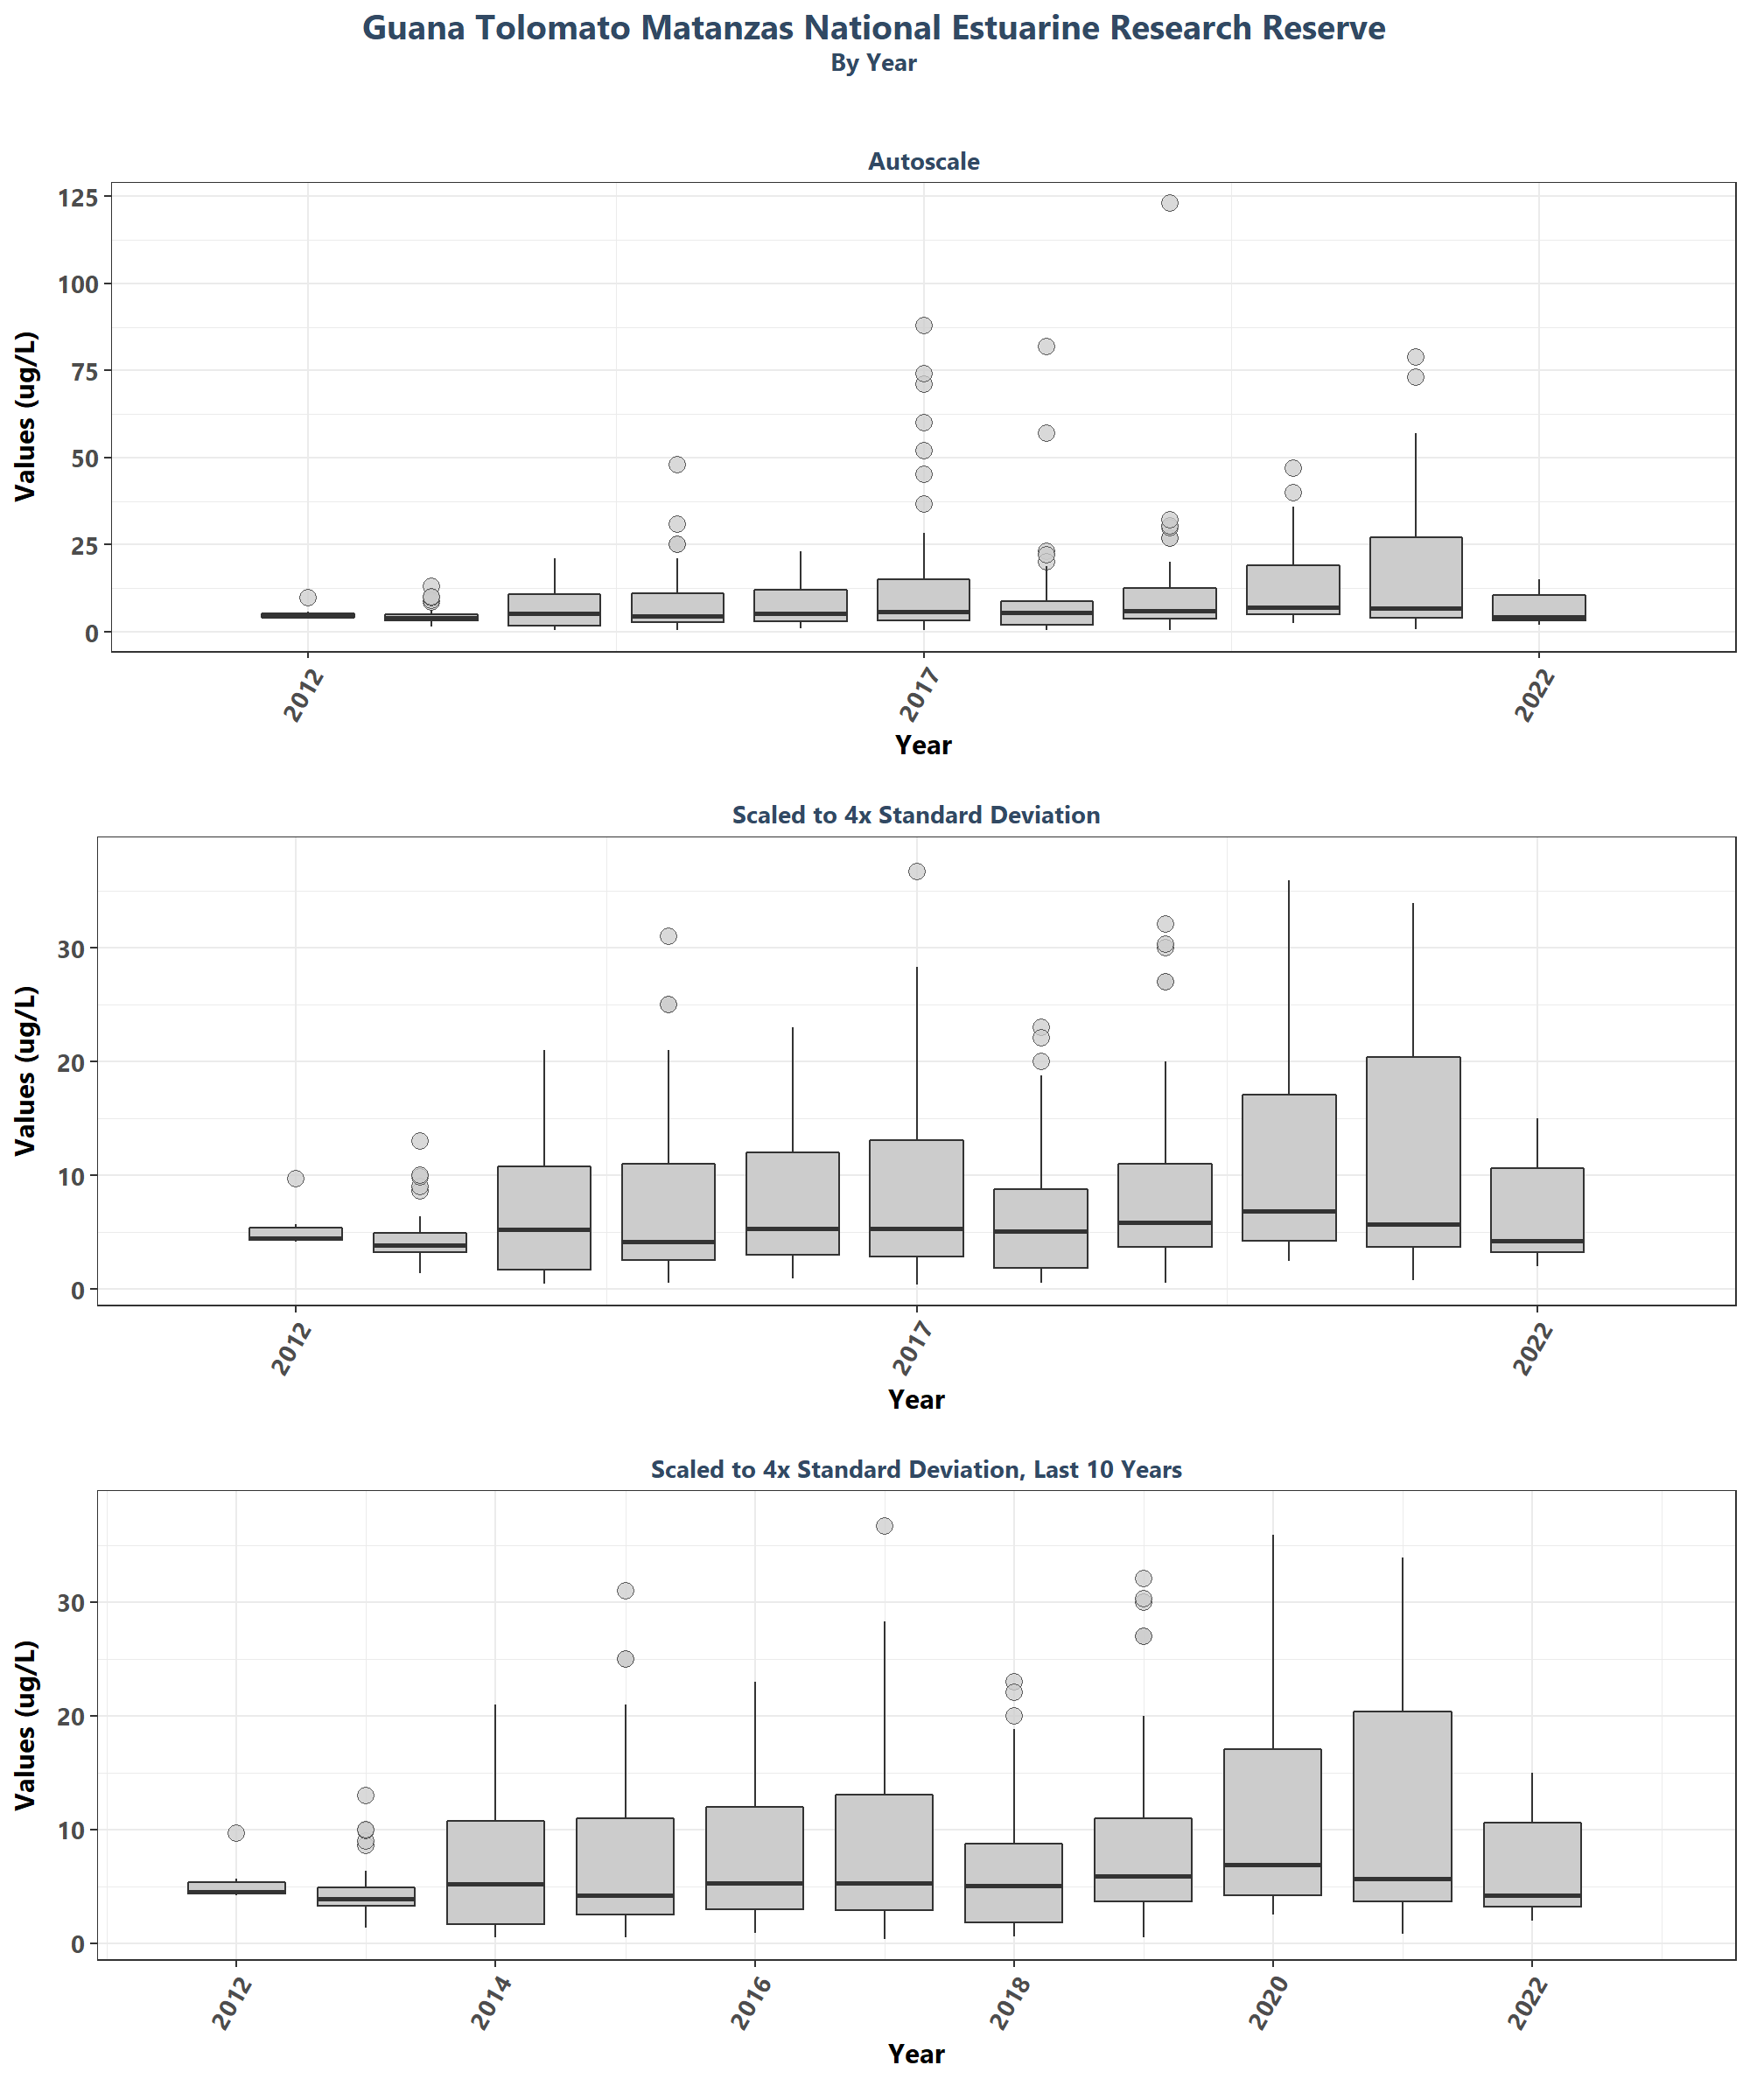 Guana Tolomato Matanzas National Estuarine Research Reserve
By Year
Autoscale
Values (ug/L)
125
100
75
50
25
0
2012
2017
2022
Year
Scaled to 4x Standard Deviation
Values (ug/L)
30
20
10
0
2012
2017
2022
Year
Scaled to 4x Standard Deviation, Last 10 Years
Values (ug/L)
30
20
10
0
2012
2014
2016
2018
2020
2022
Year